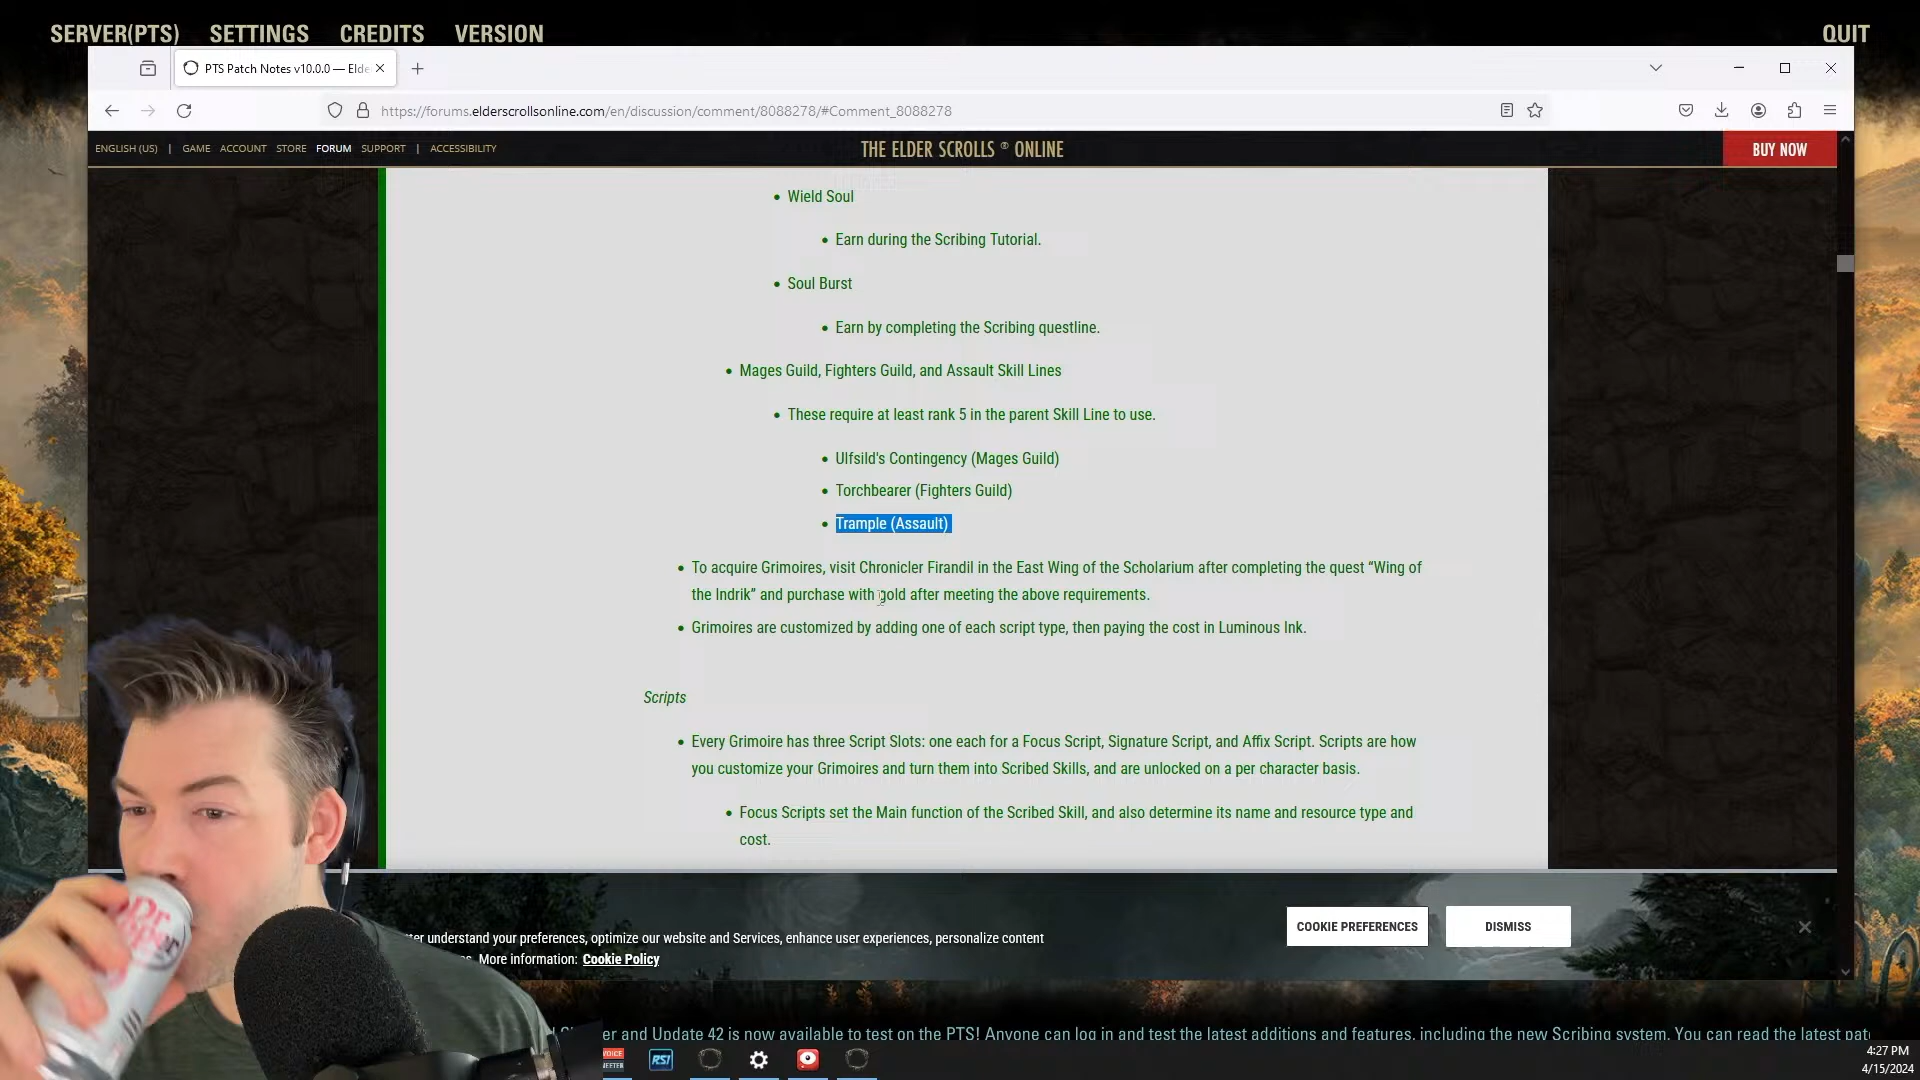 SERVER(PTS) SETTINGS CREDITS VERSION QUIT
PTS Patch Notes v10.0.0 — Elde
https://forums.elderscrollsonline.com/en/discussion/comment/8088278/#Comment_8088278
ENGLISH (US) | GAME ACCOUNT STORE FORUM SUPPORT | ACCESSIBILITY
THE ELDER SCROLLS ® ONLINE
BUY NOW
• Wield Soul
• Earn during the Scribing Tutorial.
• Soul Burst
• Earn by completing the Scribing questline.
• Mages Guild, Fighters Guild, and Assault Skill Lines
• These require at least rank 5 in the parent Skill Line to use.
• Ulfsild's Contingency (Mages Guild)
• Torchbearer (Fighters Guild)
• Trample (Assault)
• To acquire Grimoires, visit Chronicler Firandil in the East Wing of the Scholarium after completing the quest “Wing of
the Indrik” and purchase with gold after meeting the above requirements.
• Grimoires are customized by adding one of each script type, then paying the cost in Luminous Ink.
Scripts
• Every Grimoire has three Script Slots: one each for a Focus Script, Signature Script, and Affix Script. Scripts are how
you customize your Grimoires and turn them into Scribed Skills, and are unlocked on a per character basis.
• Focus Scripts set the Main function of the Scribed Skill, and also determine its name and resource type and
cost.
COOKIE PREFERENCES
DISMISS
ter understand your preferences, optimize our website and Services, enhance user experiences, personalize content
s. More information: Cookie Policy
er and Update 42 is now available to test on the PTS! Anyone can log in and test the latest additions and features, including the new Scribing system. You can read the latest pat
VOICE
MEETER
RSI
4:27 PM
4/15/2024